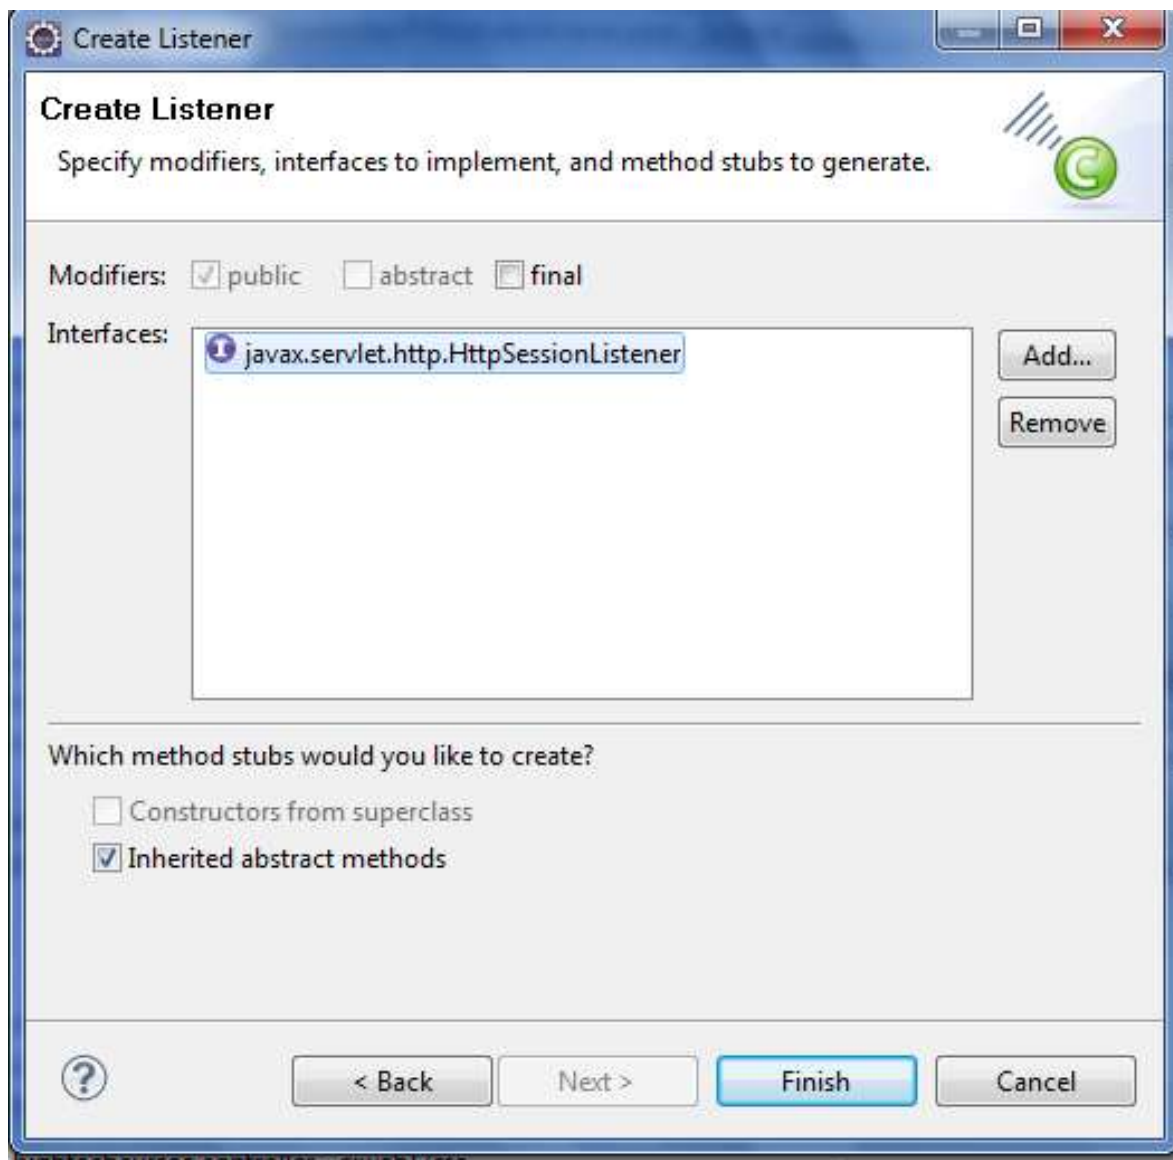 Create Listener
Create Listener
Specify modifiers, interfaces to implement, and method stubs to generate.
C
Modifiers: public abstract final
Interfaces:
I javax.servlet.http.HttpSessionListener
Add...
Remove
Which method stubs would you like to create?
Constructors from superclass
Inherited abstract methods
? < Back Next > Finish Cancel